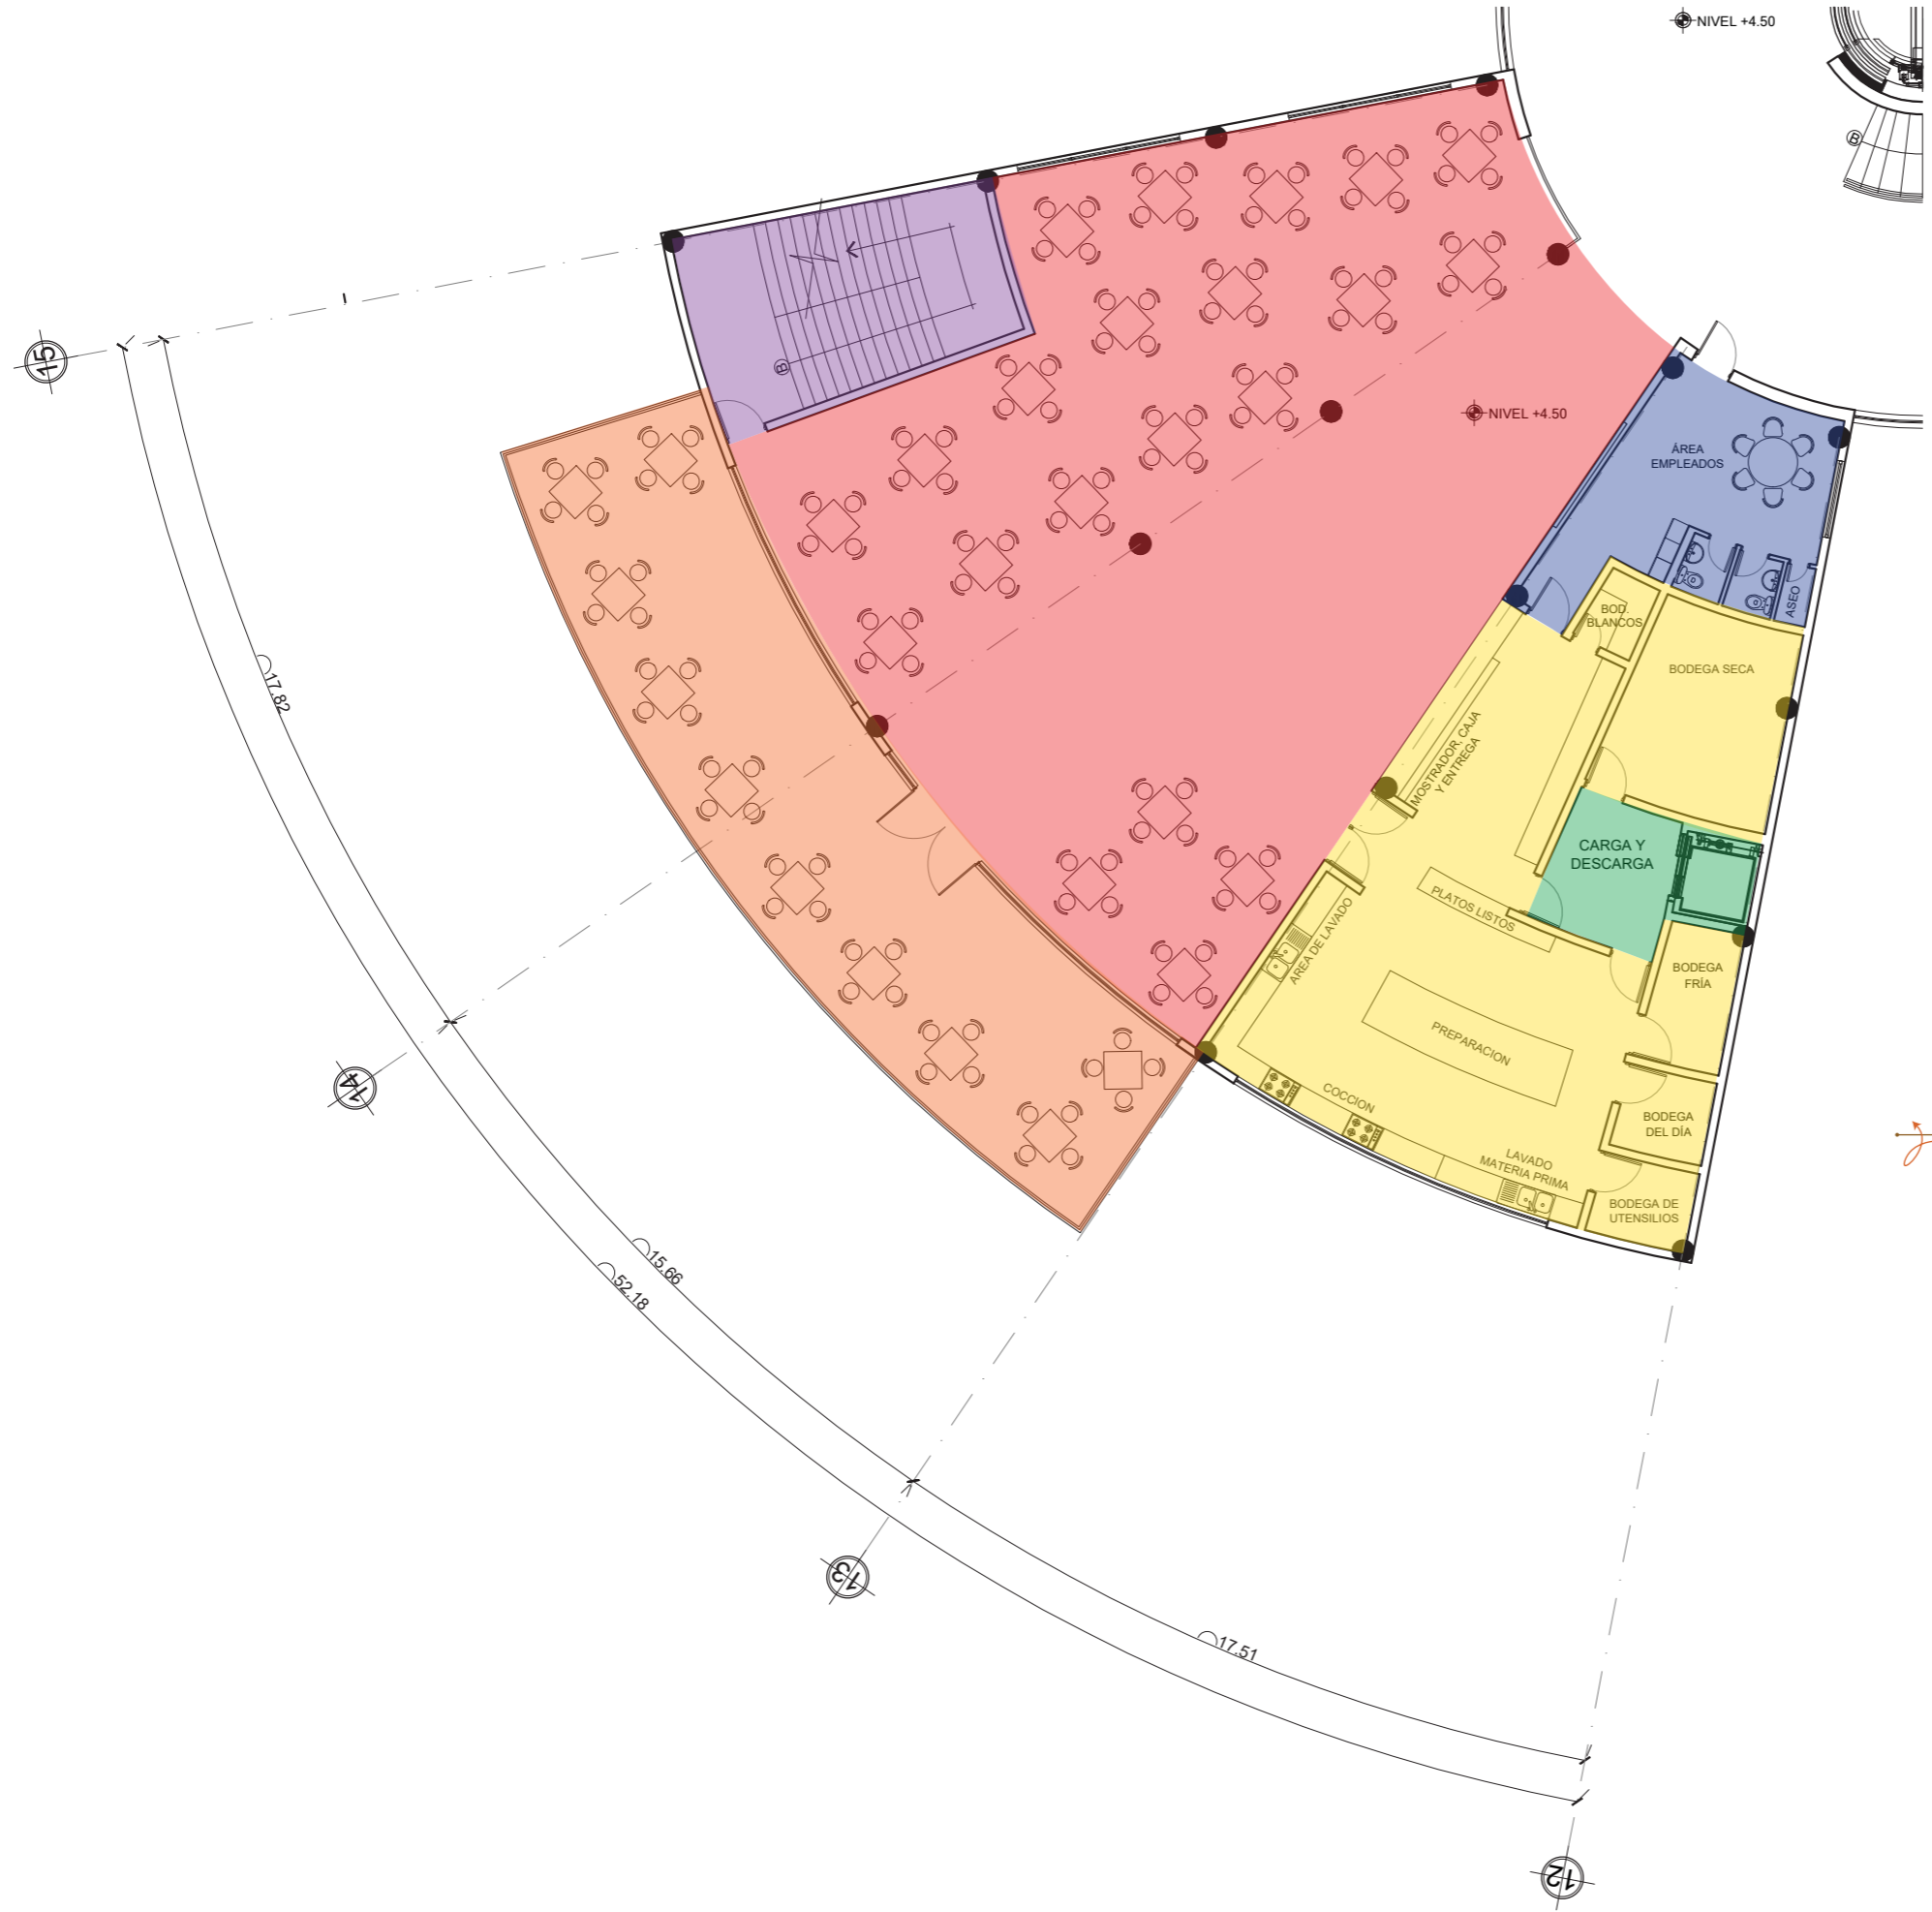 NIVEL +4.50
B
15
B
NIVEL +4.50
ÁREA
EMPLEADOS
ASEO
BOD.
BLANCOS
BODEGA SECA
17.82
MOSTRADOR, CAJA
Y ENTREGA
CARGA Y
DESCARGA
PLATOS LISTOS
AREA DE LAVADO
BODEGA
FRÍA
PREPARACION
14
COCCION
BODEGA
DEL DÍA
LAVADO
MATERIA PRIMA
BODEGA DE
UTENSILIOS
15.66
52.18
13
17.51
12